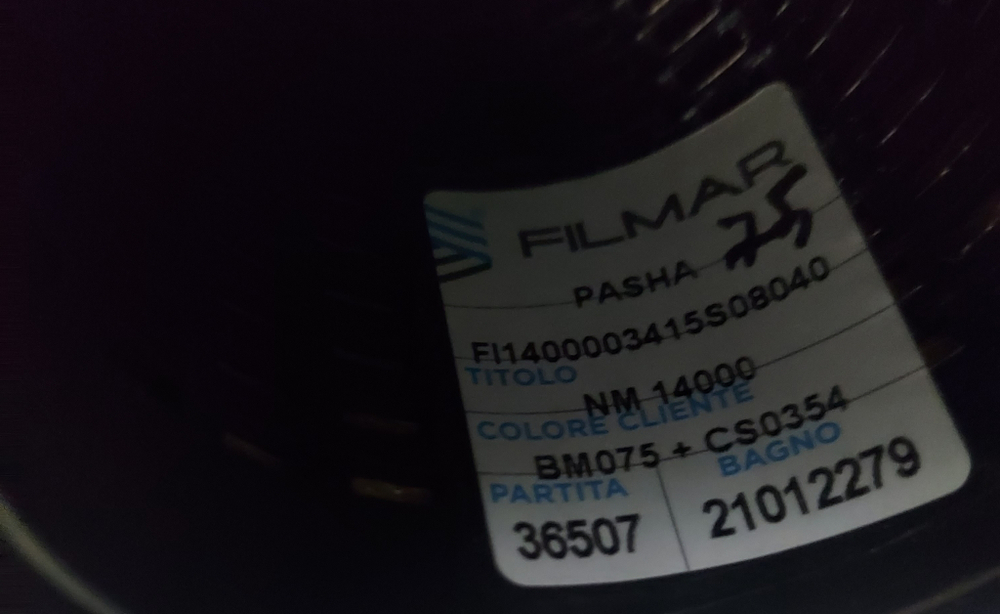 FILMAR
PASHA 75
FI1400003415S08040
TITOLO
NM 14000
COLORE CLIENTE
BM075 + CS0354
PARTITA BAGNO
36507 21012279